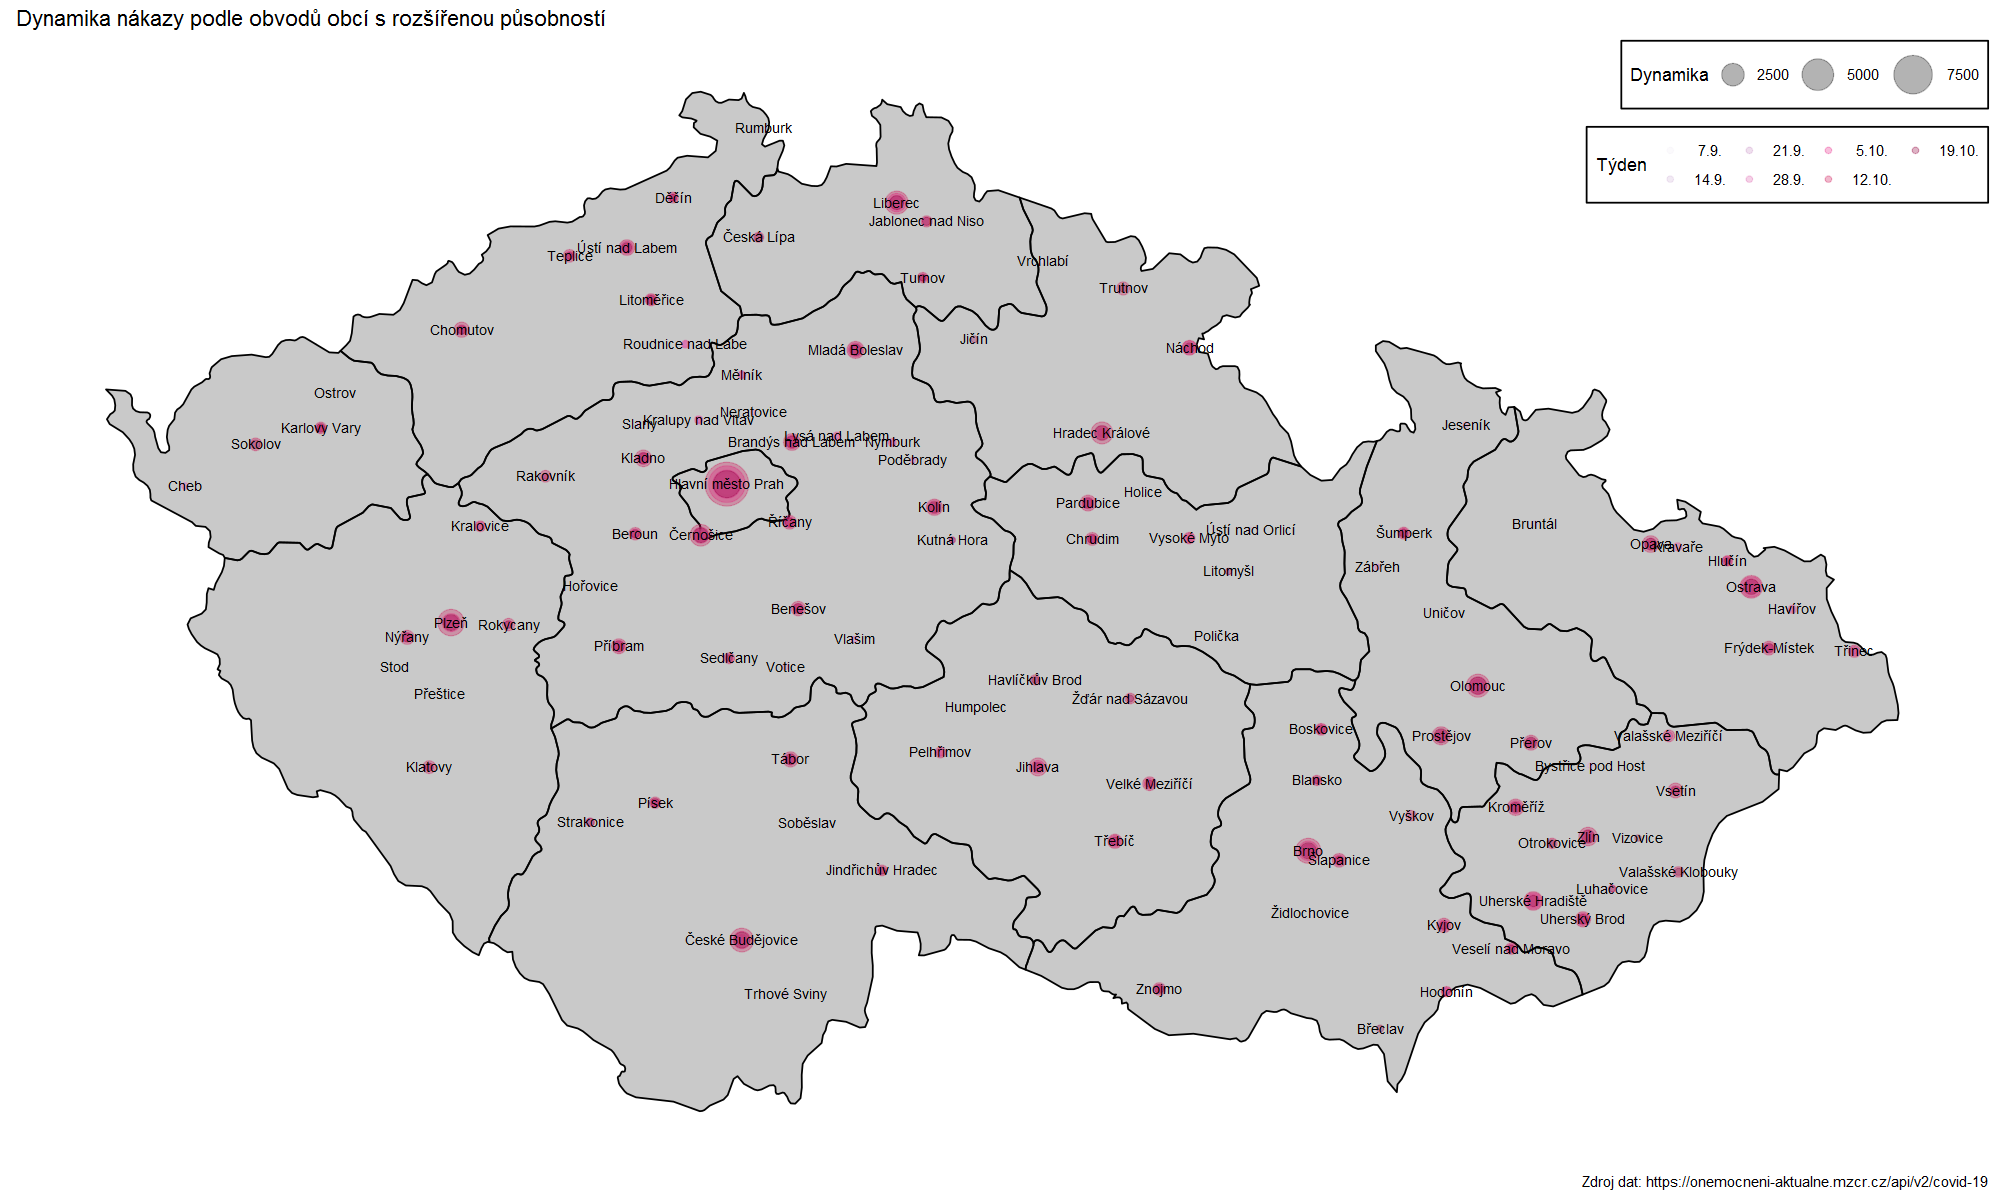 Dynamika nákazy podle obvodů obcí s rozšířenou působností
Dynamika 2500 5000 7500
Týden 7.9. 21.9. 5.10. 19.10.
14.9. 28.9. 12.10.
Rumburk
Děčín
Liberec
Jablonec nad Niso
Česká Lípa
Ústí nad Labem
Teplice
Vrchlabí
Turnov
Trutnov
Litoměřice
Chomutov
Jičín
Roudnice nad Labe
Mladá Boleslav
Náchod
Mělník
Ostrov
Neratovice
Kralupy nad Vltav
Slaný
Jeseník
Karlovy Vary
Hradec Králové
Lysá nad Labem
Sokolov
Brandýs nad Labem
Nymburk
Kladno
Poděbrady
Rakovník
Hlavní město Prah
Cheb
Holice
Pardubice
Kolín
Říčany
Bruntál
Kralovice
Ústí nad Orlicí
Šumperk
Beroun
Černošice
Vysoké Mýto
Chrudim
Kutná Hora
Opava
Kravaře
Hlučín
Zábřeh
Litomyšl
Hořovice
Ostrava
Benešov
Havířov
Uničov
Plzeň
Rokycany
Nýřany
Polička
Vlašim
Příbram
Frýdek-Místek
Třinec
Sedlčany
Stod
Votice
Havlíčkův Brod
Olomouc
Přeštice
Žďár nad Sázavou
Humpolec
Boskovice
Prostějov
Valašské Meziříčí
Přerov
Pelhřimov
Tábor
Bystřice pod Host
Klatovy
Jihlava
Blansko
Velké Meziříčí
Vsetín
Písek
Kroměříž
Vyškov
Strakonice
Soběslav
Zlín
Vizovice
Třebíč
Otrokovice
Brno
Šlapanice
Jindřichův Hradec
Valašské Klobouky
Luhačovice
Uherské Hradiště
Židlochovice
Uherský Brod
Kyjov
České Budějovice
Veselí nad Moravo
Znojmo
Hodonín
Trhové Sviny
Břeclav
Zdroj dat: https://onemocneni-aktualne.mzcr.cz/api/v2/covid-19